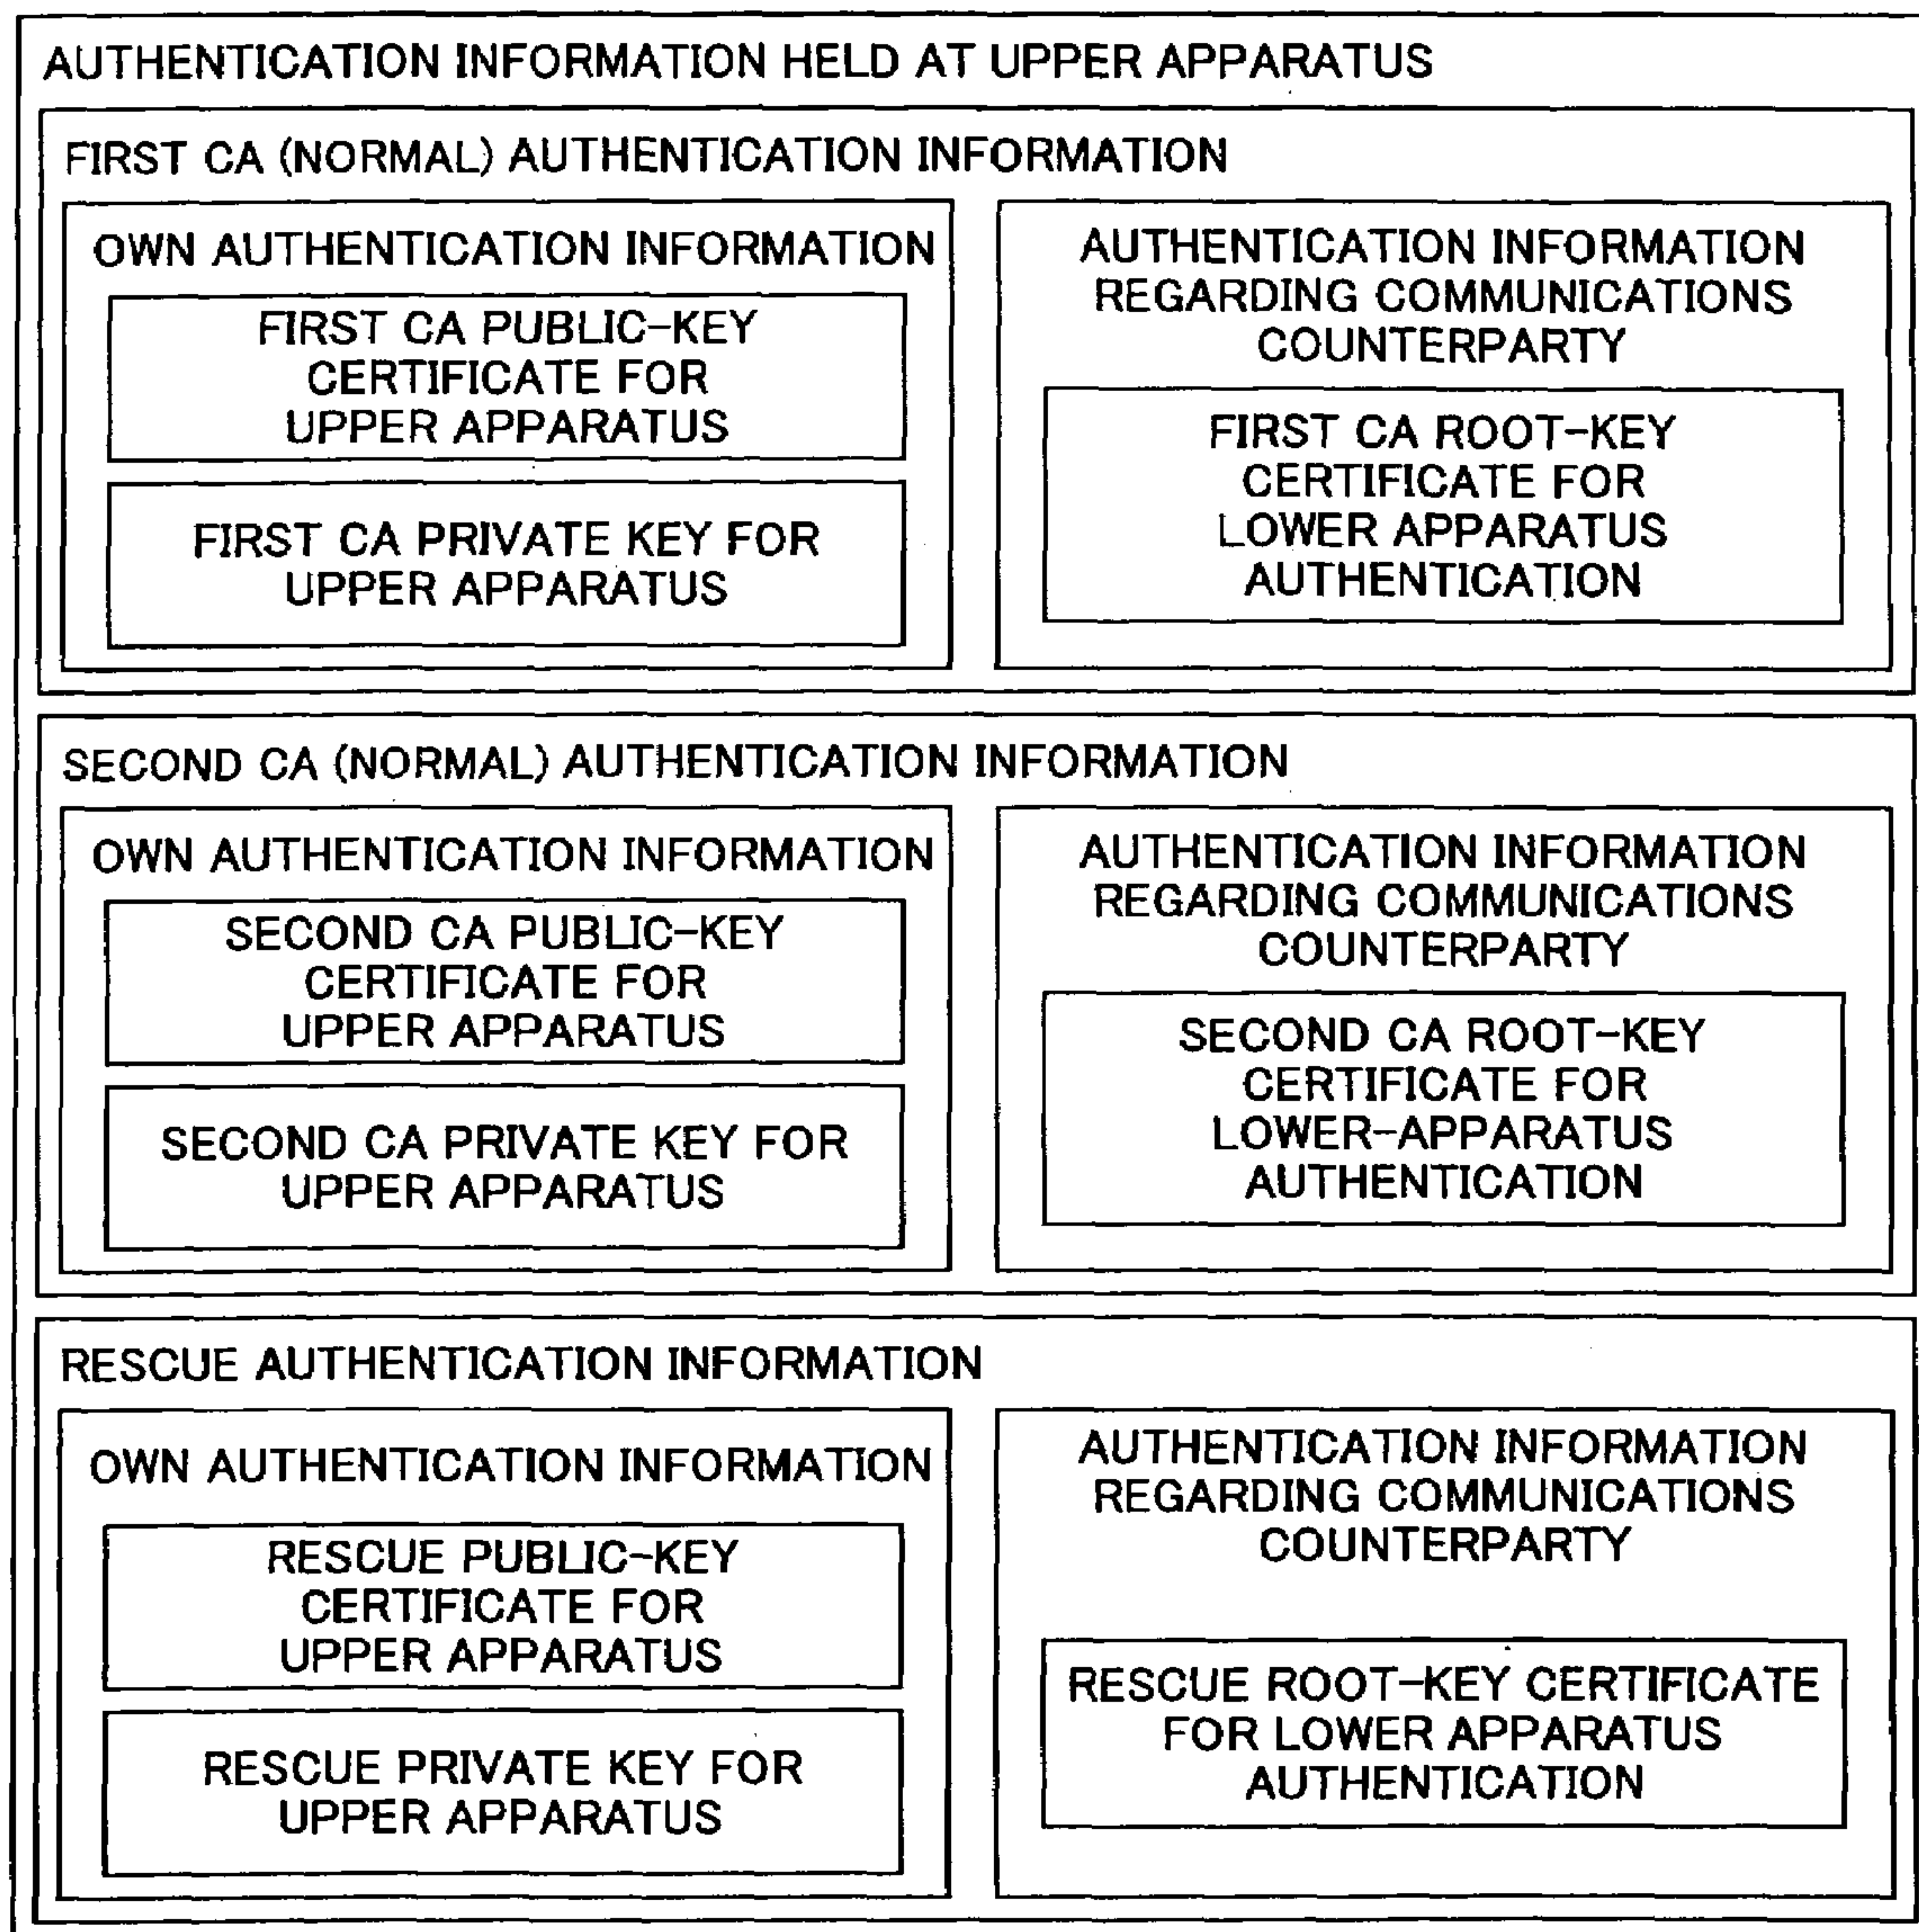 AUTHENTICATION INFORMATION HELD AT UPPER APPARATUS
FIRST CA (NORMAL) AUTHENTICATION INFORMATION
OWN AUTHENTICATION INFORMATION
FIRST CA PUBLIC-KEY
CERTIFICATE FOR
UPPER APPARATUS
FIRST CA PRIVATE KEY FOR
UPPER APPARATUS
AUTHENTICATION INFORMATION
REGARDING COMMUNICATIONS
COUNTERPARTY
FIRST CA ROOT-KEY
CERTIFICATE FOR
LOWER APPARATUS
AUTHENTICATION
SECOND CA (NORMAL) AUTHENTICATION INFORMATION
OWN AUTHENTICATION INFORMATION
SECOND CA PUBLIC-KEY
CERTIFICATE FOR
UPPER APPARATUS
SECOND CA PRIVATE KEY FOR
UPPER APPARATUS
AUTHENTICATION INFORMATION
REGARDING COMMUNICATIONS
COUNTERPARTY
SECOND CA ROOT-KEY
CERTIFICATE FOR
LOWER-APPARATUS
AUTHENTICATION
RESCUE AUTHENTICATION INFORMATION
OWN AUTHENTICATION INFORMATION
RESCUE PUBLIC-KEY
CERTIFICATE FOR
UPPER APPARATUS
RESCUE PRIVATE KEY FOR
UPPER APPARATUS
AUTHENTICATION INFORMATION
REGARDING COMMUNICATIONS
COUNTERPARTY
RESCUE ROOT-KEY CERTIFICATE
FOR LOWER APPARATUS
AUTHENTICATION